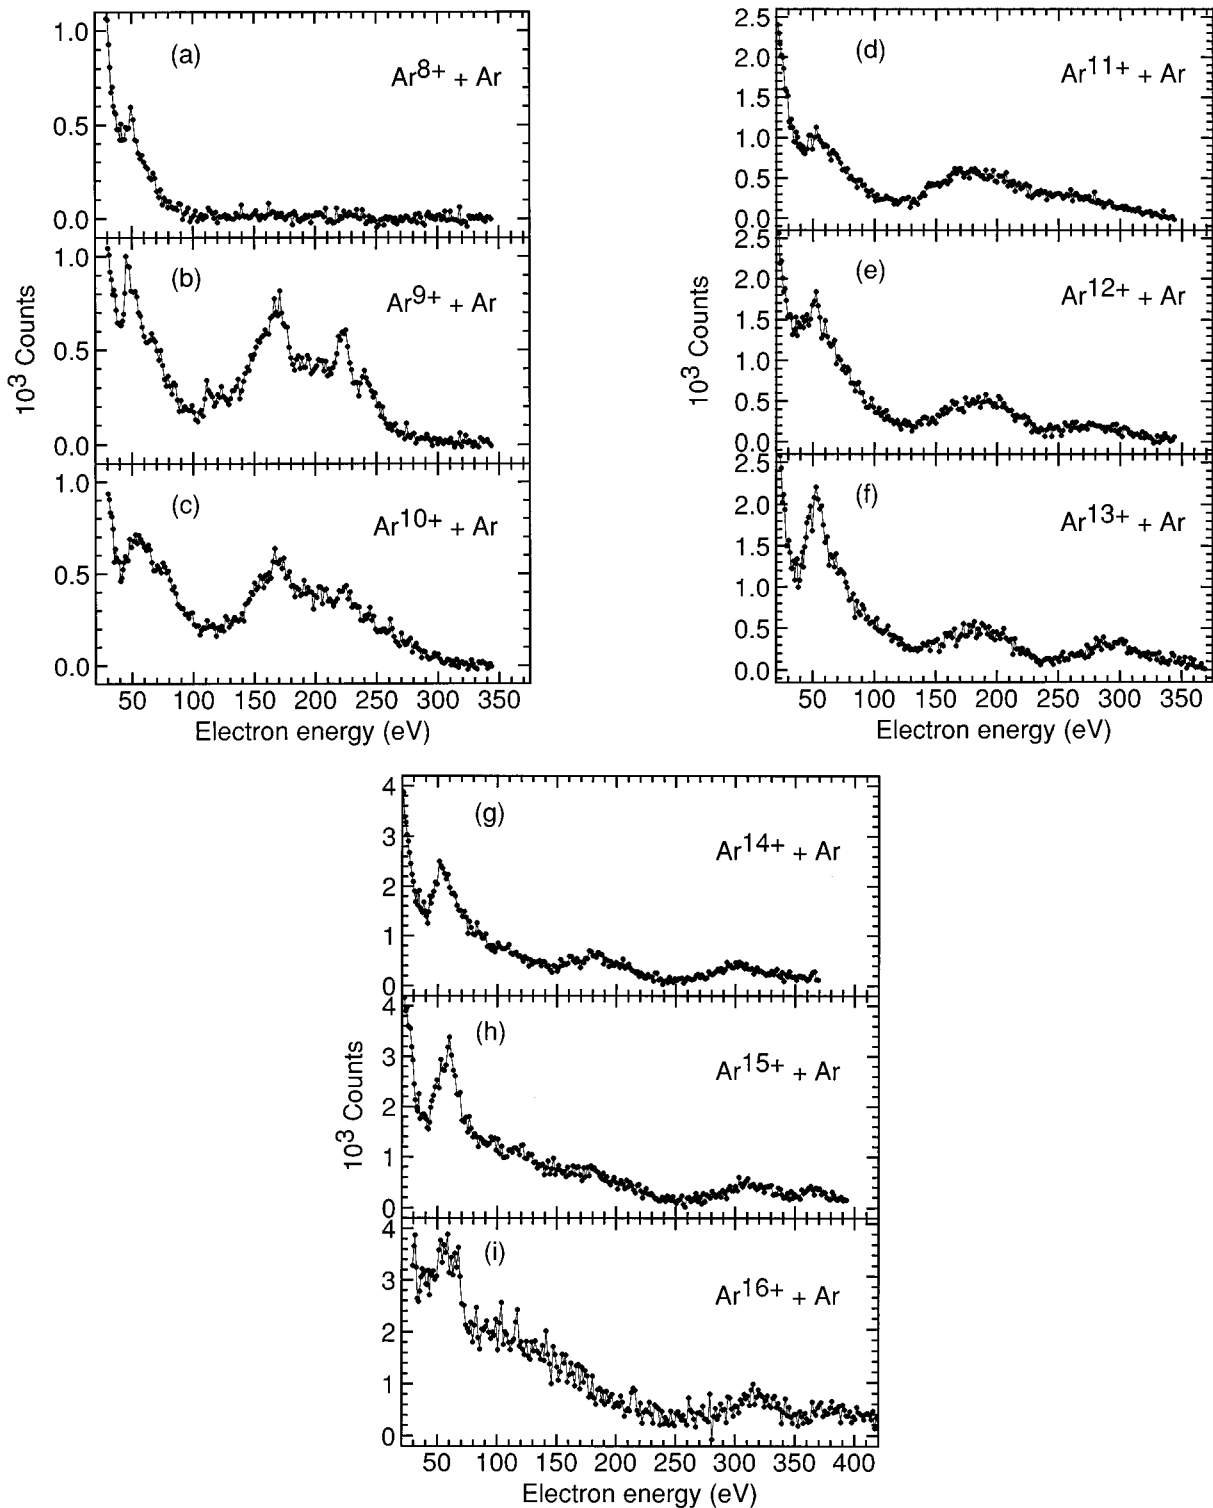 (a)
Ar8+ + Ar
1.0
0.5
0.0
(b)
Ar9+ + Ar
1.0
0.5
0.0
(c)
Ar10+ + Ar
1.0
0.5
0.0
103 Counts
50 100 150 200 250 300 350
Electron energy (eV)
(d)
Ar11+ + Ar
2.5
2.0
1.5
1.0
0.5
0.0
(e)
Ar12+ + Ar
2.5
2.0
1.5
1.0
0.5
0.0
(f)
Ar13+ + Ar
2.5
2.0
1.5
1.0
0.5
0.0
103 Counts
50 100 150 200 250 300 350
Electron energy (eV)
(g)
Ar14+ + Ar
4
3
2
1
0
(h)
Ar15+ + Ar
4
3
2
1
0
(i)
Ar16+ + Ar
4
3
2
1
0
103 Counts
50 100 150 200 250 300 350 400
Electron energy (eV)